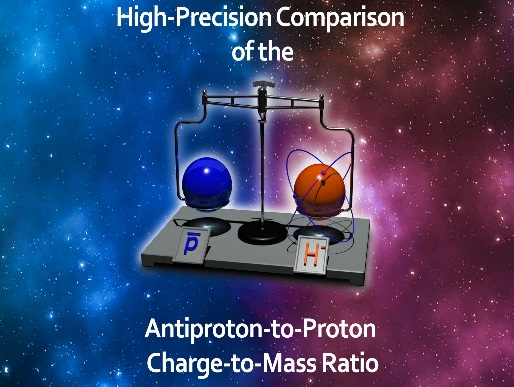 High-Precision Comparison
of the
p̄
H⁻
Antiproton-to-Proton
Charge-to-Mass Ratio